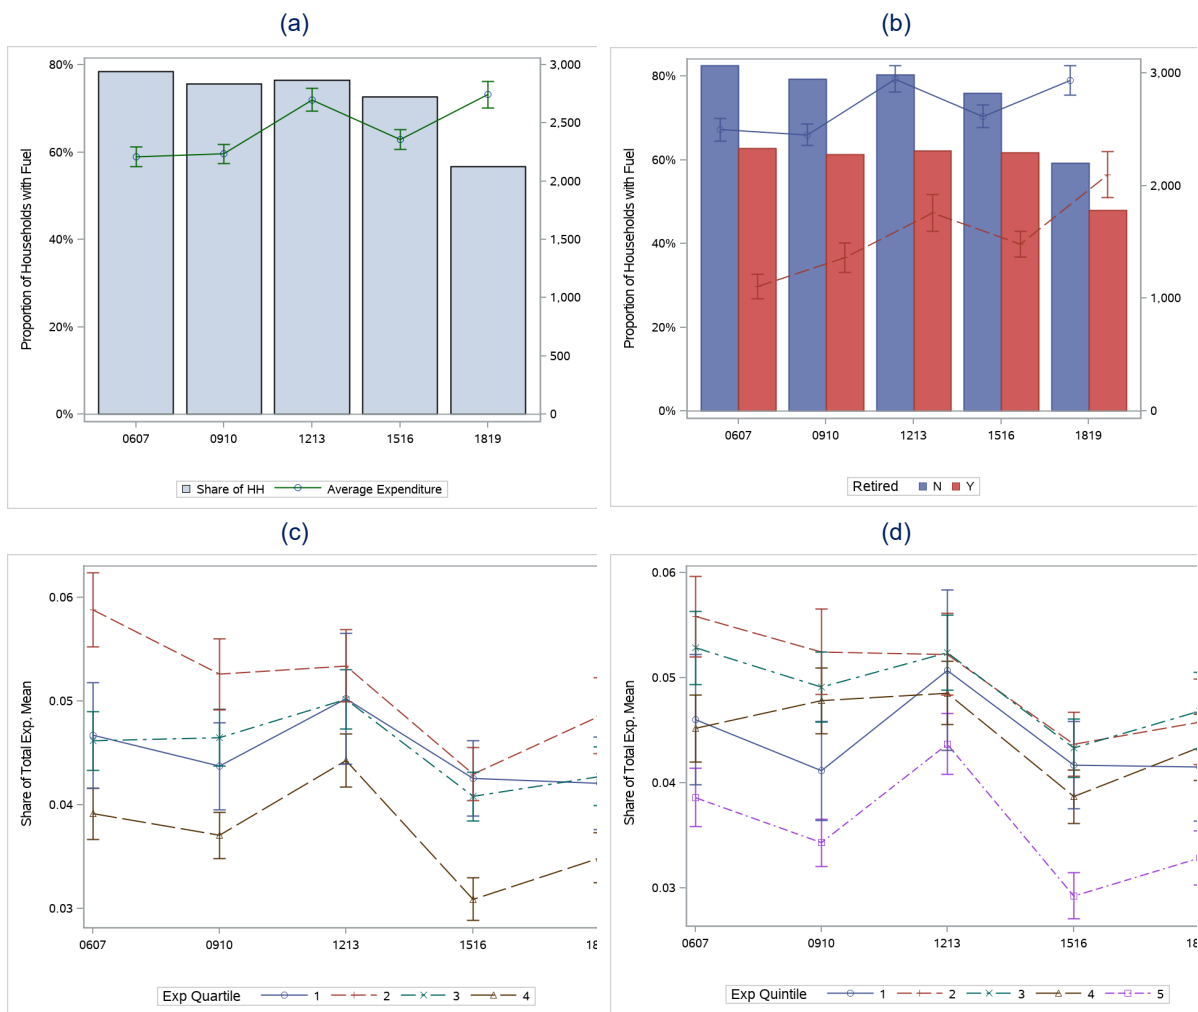 (a)
Proportion of Households with Fuel
80%
60%
40%
20%
0%
3,000
2,500
2,000
1,500
1,000
500
0
0607 0910 1213 1516 1819
Share of HH Average Expenditure
(b)
Proportion of Households with Fuel
80%
60%
40%
20%
0%
3,000
2,000
1,000
0
0607 0910 1213 1516 1819
Retired N Y
(c)
Share of Total Exp, Mean
0.06
0.05
0.04
0.03
0607 0910 1213 1516 18
Exp Quartile 1 2 3 4
(d)
Share of Total Exp, Mean
0.06
0.05
0.04
0.03
0607 0910 1213 1516
Exp Quintile 1 2 3 4 5